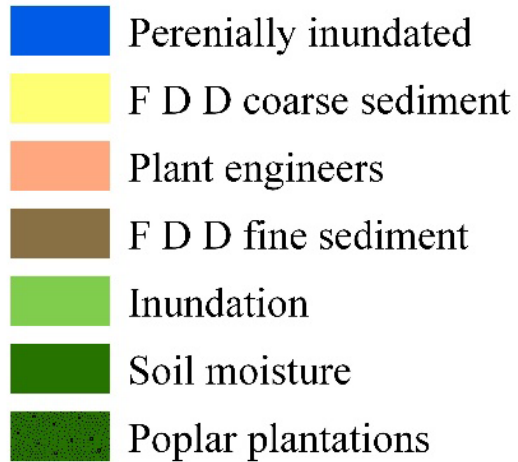 Perenially inundated
F D D coarse sediment
Plant engineers
F D D fine sediment
Inundation
Soil moisture
Poplar plantations